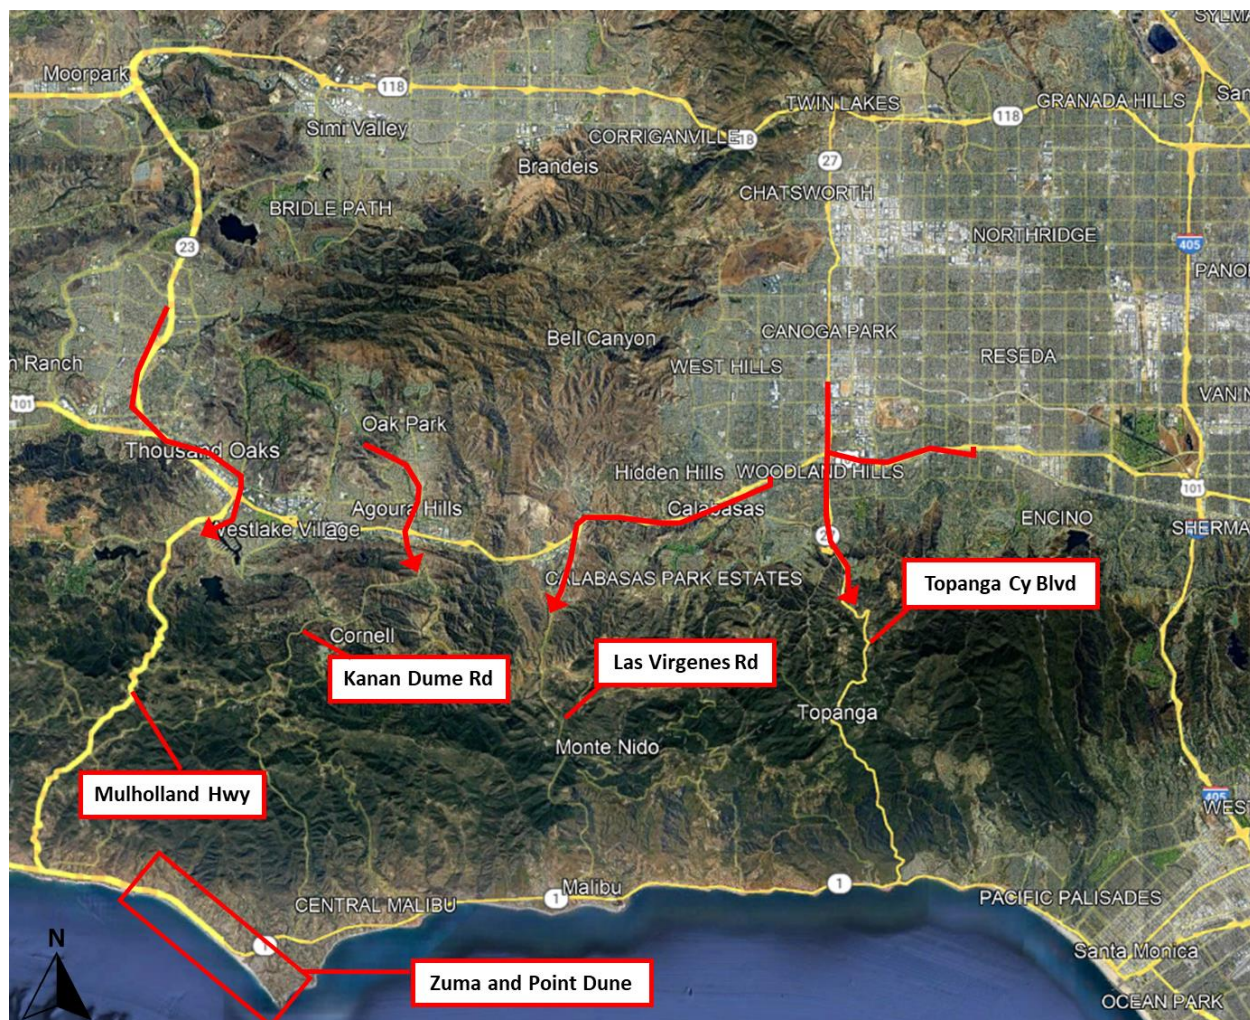 SYLMA
Moorpark
118
San
TWIN LAKES
GRANADA HILLS
118
Simi Valley
CORRIGANVILLE
18
27
Brandeis
CHATSWORTH
BRIDLE PATH
23
NORTHRIDGE
405
PANO
Bell Canyon
CANOGA PARK
RESEDA
n Ranch
WEST HILLS
101
VAN N
Oak Park
Thousand Oaks
Hidden Hills
WOODLAND HILLS
101
Agoura Hills
Calabasas
ENCINO
Westlake Village
SHERMA
CALABASAS PARK ESTATES
Topanga Cy Blvd
Cornell
Las Virgenes Rd
Kanan Dume Rd
Topanga
Monte Nido
Mulholland Hwy
405
WES
Malibu
1
1
CENTRAL MALIBU
PACIFIC PALISADES
N
1
Santa Monica
Zuma and Point Dune
OCEAN PARK